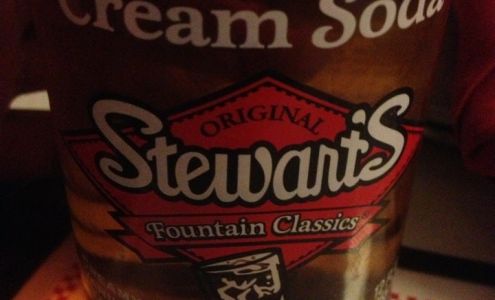 Cream Soda
ORIGINAL
Stewart's
Fountain Classics